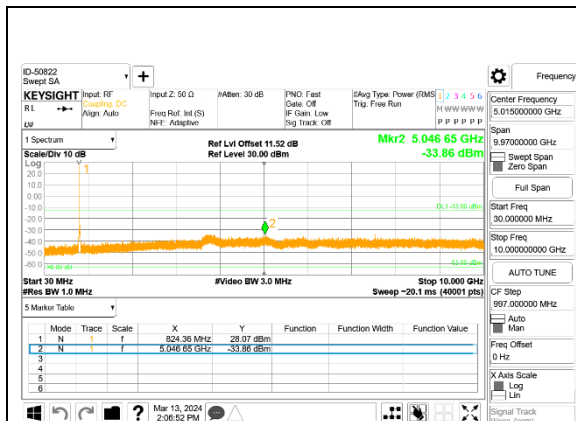 ID-50822
Swept SA
+
Frequency
KEYSIGHT
Input: RF
Input Z: 50 Ω
#Atten: 30 dB
PNO: Fast
#Avg Type: Power (RMS
1 2 3 4 5 6
RL
Coupling: DC
Gate: Off
Trig: Free Run
Align: Auto
Freq Ref: Int (S)
IF Gain: Low
M W W W W W
NFE: Adaptive
Sig Track: Off
P P P P P P
Center Frequency
5.015000000 GHz
Span
9.97000000 GHz
Swept Span
Zero Span
Full Span
Start Freq
30.000000 MHz
Stop Freq
10.000000000 GHz
AUTO TUNE
CF Step
997.000000 MHz
Auto
Man
Freq Offset
0 Hz
X Axis Scale
Log
Lin
Signal Track
1 Spectrum
Ref Lvl Offset 11.52 dB
Mkr2 5.046 65 GHz
Scale/Div 10 dB
Ref Level 30.00 dBm
-33.86 dBm
Log
1
20.0
10.0
0.00
-10.0
DL1 -13.00 dBm
-20.0
2
-30.0
-40.0
-50.0
-60.0
Start 30 MHz
#Video BW 3.0 MHz
Stop 10.000 GHz
#Res BW 1.0 MHz
Sweep ~20.1 ms (40001 pts)
5 Marker Table
Mode Trace Scale X Y Function Function Width Function Value
1 N 1 f 824.36 MHz 28.07 dBm
2 N 1 f 5.046 65 GHz -33.86 dBm
3
4
5
6
?
Mar 13, 2024
2:06:52 PM